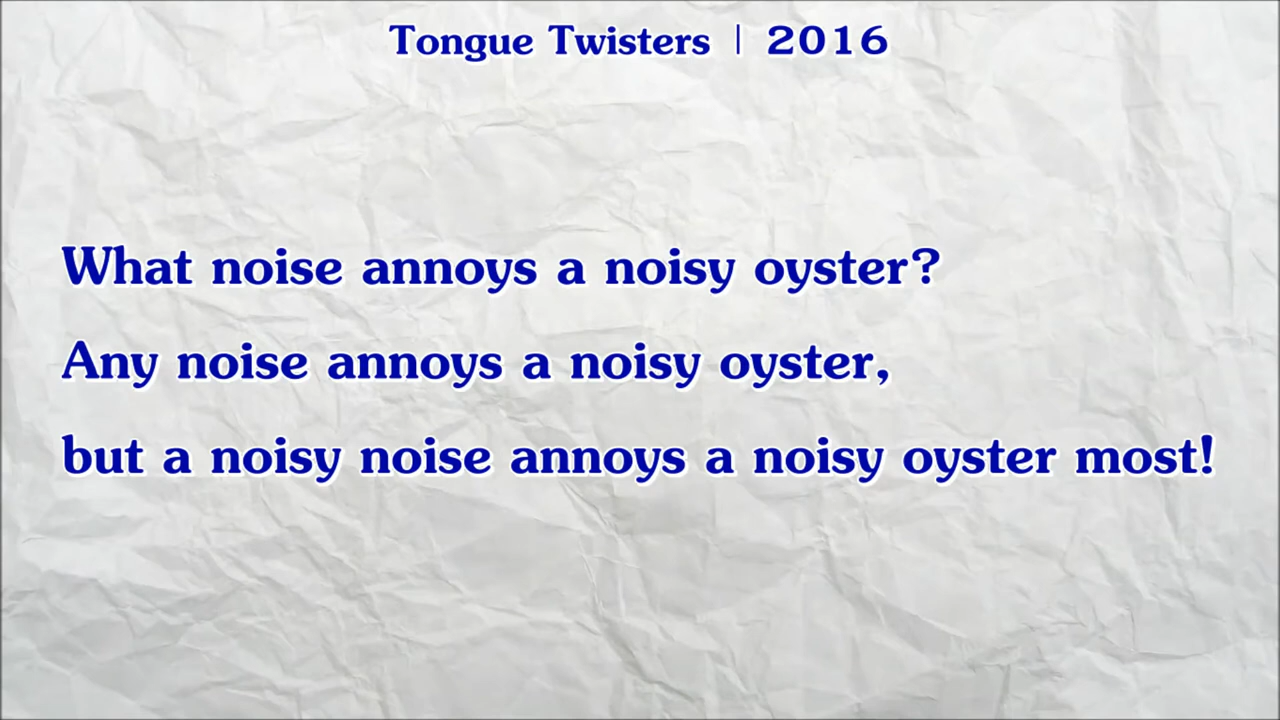 Tongue Twisters | 2016
What noise annoys a noisy oyster?
Any noise annoys a noisy oyster,
but a noisy noise annoys a noisy oyster most!